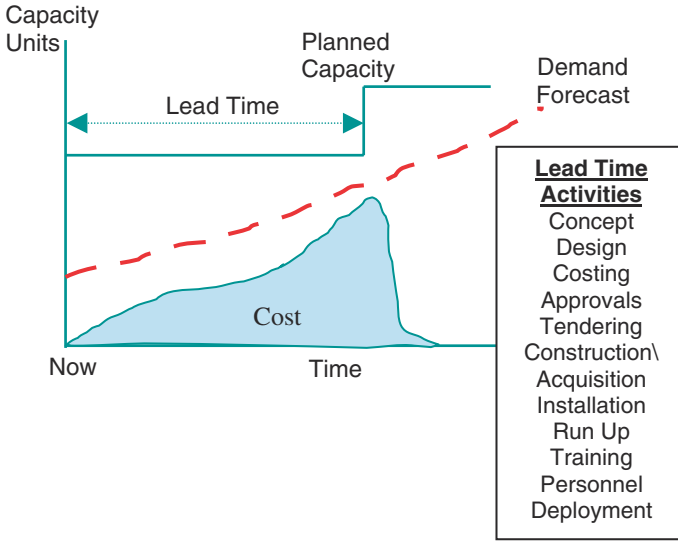 Capacity
Units
Planned
Capacity
Demand
Forecast
Lead Time
Cost
Now
Time
Lead Time
Activities
Concept
Design
Costing
Approvals
Tendering
Construction\
Acquisition
Installation
Run Up
Training
Personnel
Deployment